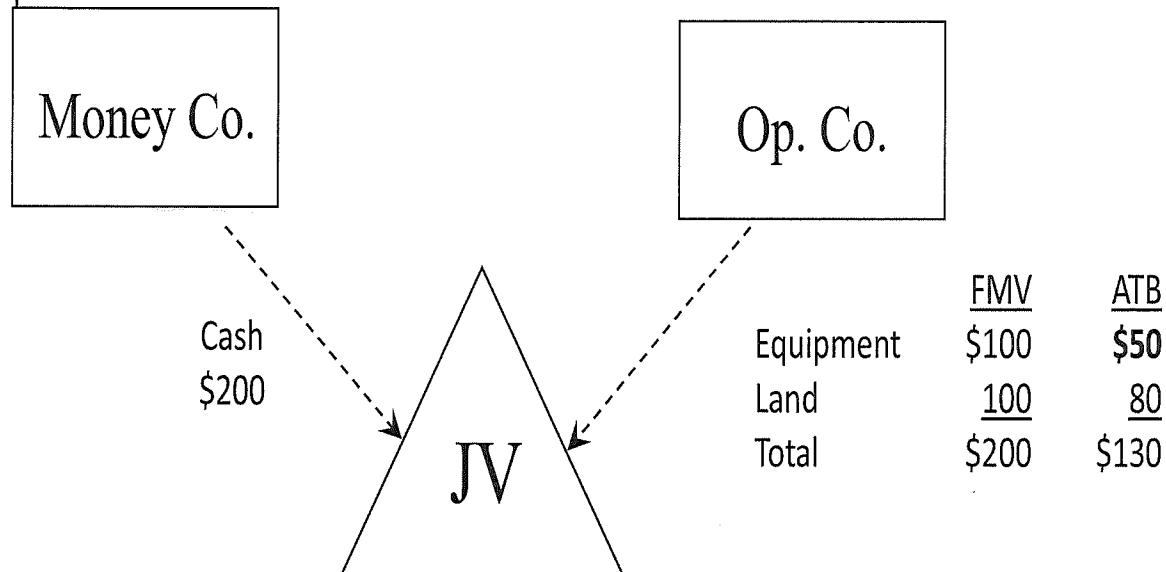 Money Co.
Op. Co.
Cash
$200
JV
FMV ATB
Equipment $100 $50
Land 100 80
Total $200 $130